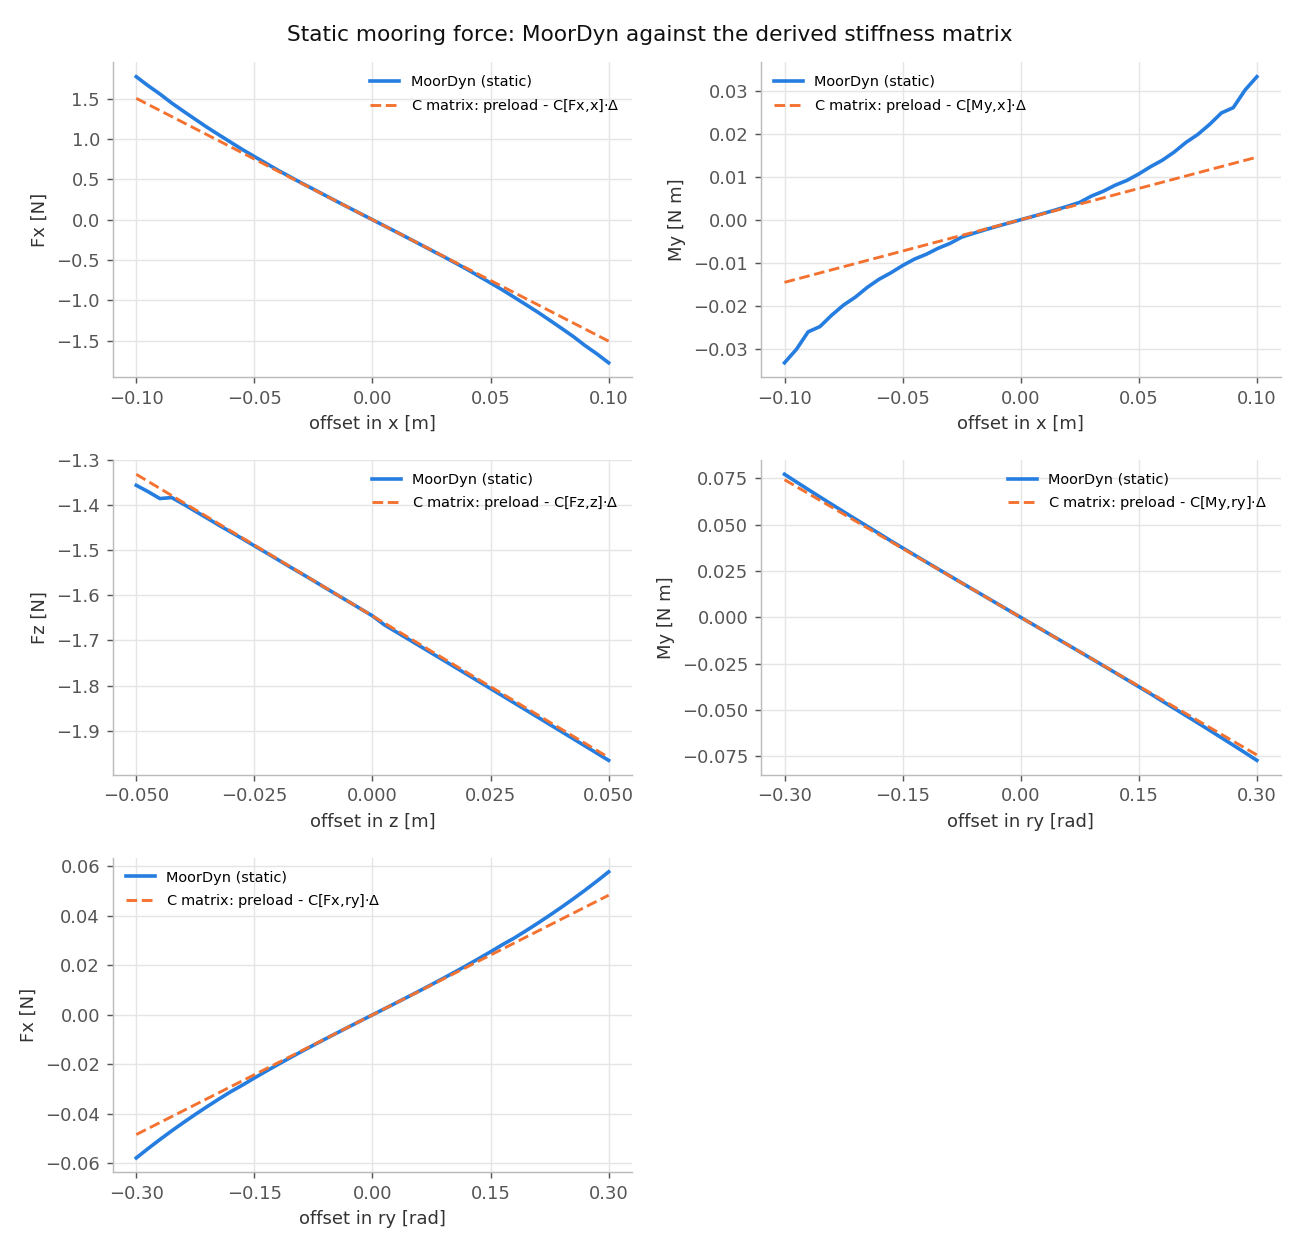 Static mooring force: MoorDyn against the derived stiffness matrix
MoorDyn (static)
C matrix: preload - C[Fx,x]·Δ
Fx [N]
1.5
1.0
0.5
0.0
−0.5
−1.0
−1.5
−0.10
−0.05
0.00
0.05
0.10
offset in x [m]
MoorDyn (static)
C matrix: preload - C[My,x]·Δ
My [N m]
0.03
0.02
0.01
0.00
−0.01
−0.02
−0.03
−0.10
−0.05
0.00
0.05
0.10
offset in x [m]
MoorDyn (static)
C matrix: preload - C[Fz,z]·Δ
Fz [N]
−1.3
−1.4
−1.5
−1.6
−1.7
−1.8
−1.9
−0.050
−0.025
0.000
0.025
0.050
offset in z [m]
MoorDyn (static)
C matrix: preload - C[My,ry]·Δ
My [N m]
0.075
0.050
0.025
0.000
−0.025
−0.050
−0.075
−0.30
−0.15
0.00
0.15
0.30
offset in ry [rad]
MoorDyn (static)
C matrix: preload - C[Fx,ry]·Δ
Fx [N]
0.06
0.04
0.02
0.00
−0.02
−0.04
−0.06
−0.30
−0.15
0.00
0.15
0.30
offset in ry [rad]